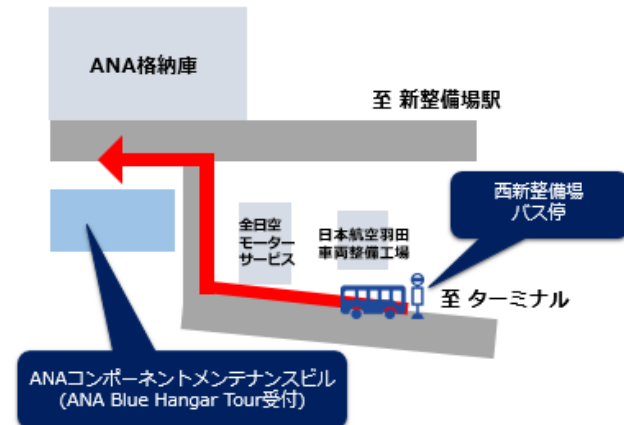 ANA格納庫
至 新整備場駅
西新整備場
バス停
全日空
モーター
サービス
日本航空羽田
車両整備工場
至 ターミナル
ANAコンポーネントメンテナンスビル
(ANA Blue Hangar Tour受付)